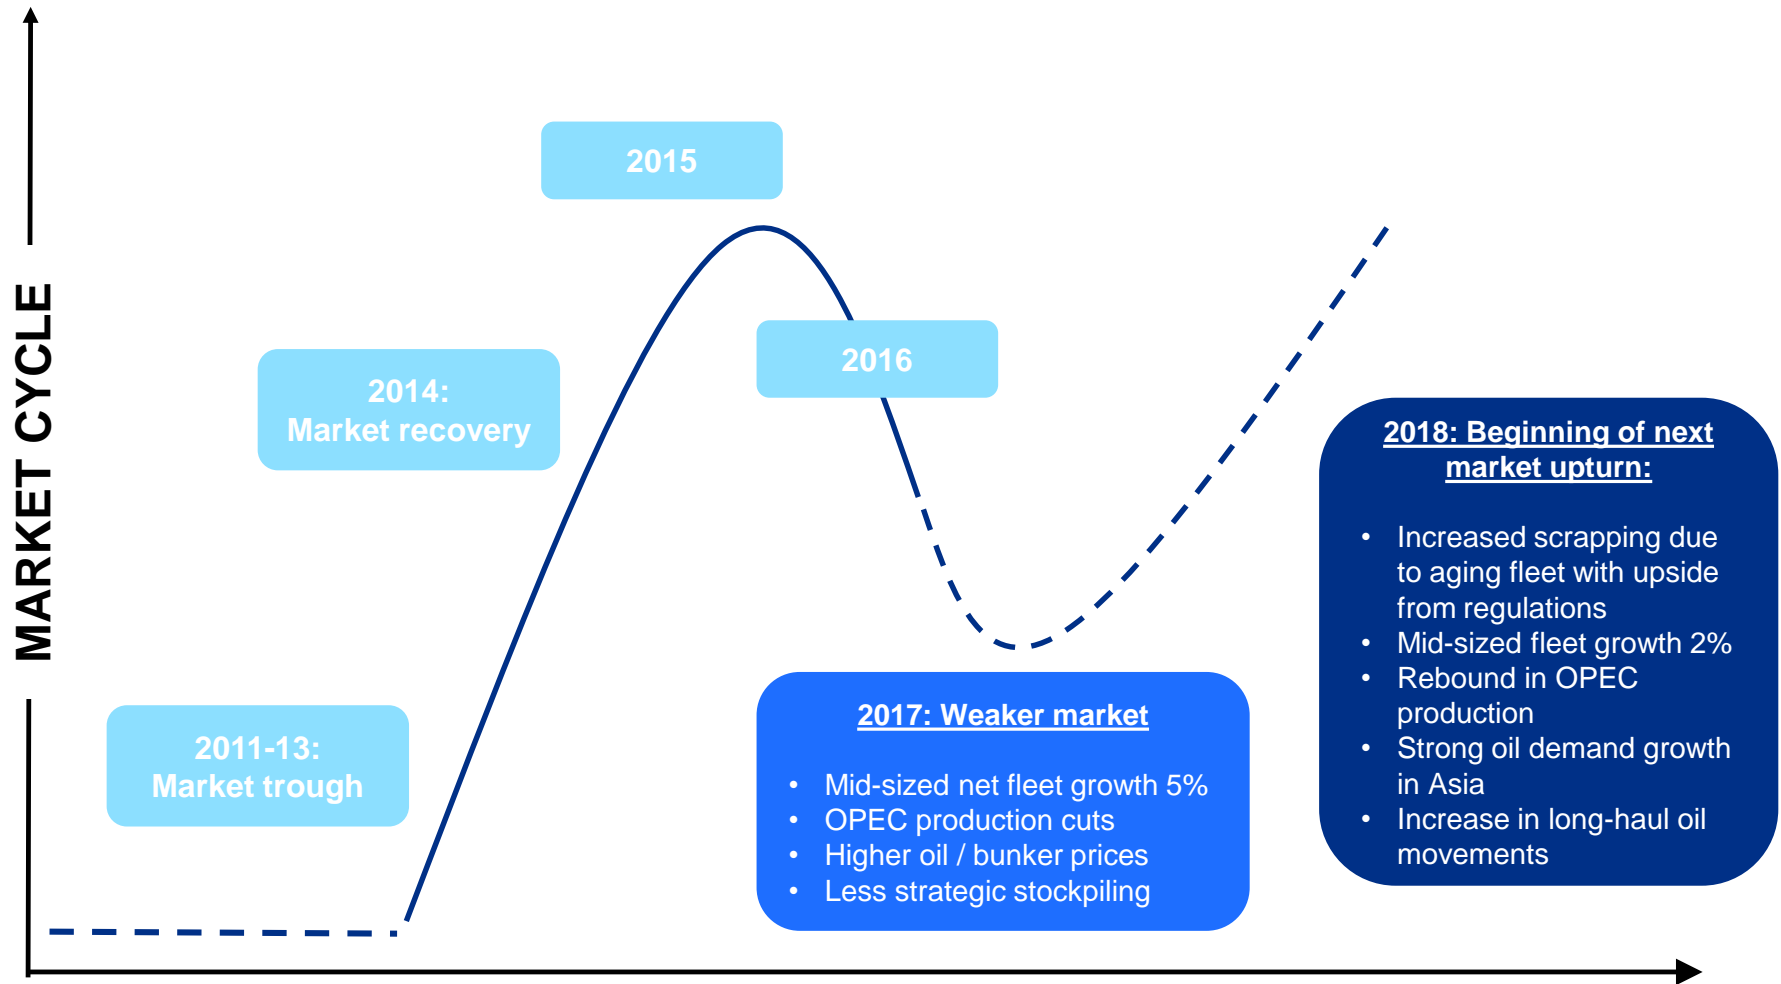 MARKET CYCLE
2015
2014:
Market recovery
2016
2011-13:
Market trough
2017: Weaker market
• Mid-sized net fleet growth 5%
• OPEC production cuts
• Higher oil / bunker prices
• Less strategic stockpiling
2018: Beginning of next
market upturn:
• Increased scrapping due
to aging fleet with upside
from regulations
• Mid-sized fleet growth 2%
• Rebound in OPEC
production
• Strong oil demand growth
in Asia
• Increase in long-haul oil
movements